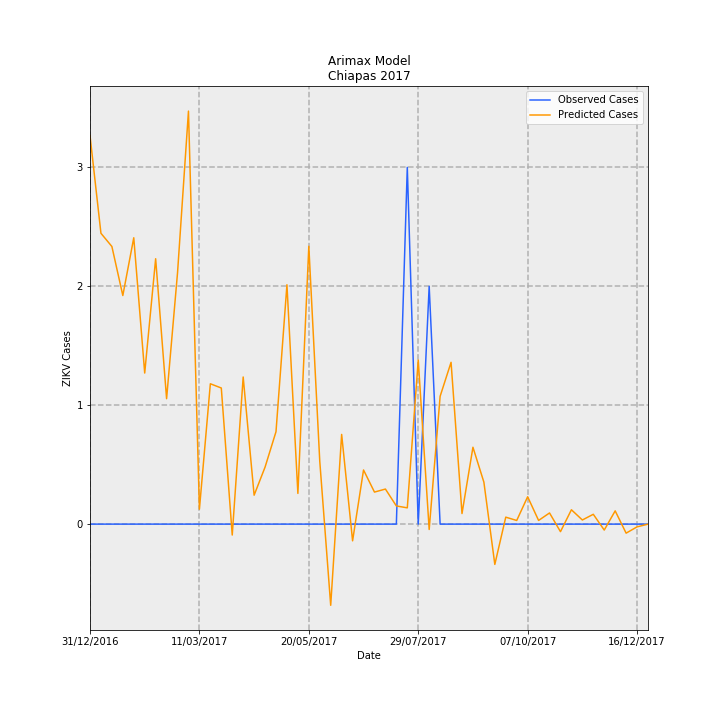 Arimax Model
Chiapas 2017
Observed Cases
Predicted Cases
ZIKV Cases
3
2
1
0
31/12/2016
11/03/2017
20/05/2017
29/07/2017
07/10/2017
16/12/2017
Date